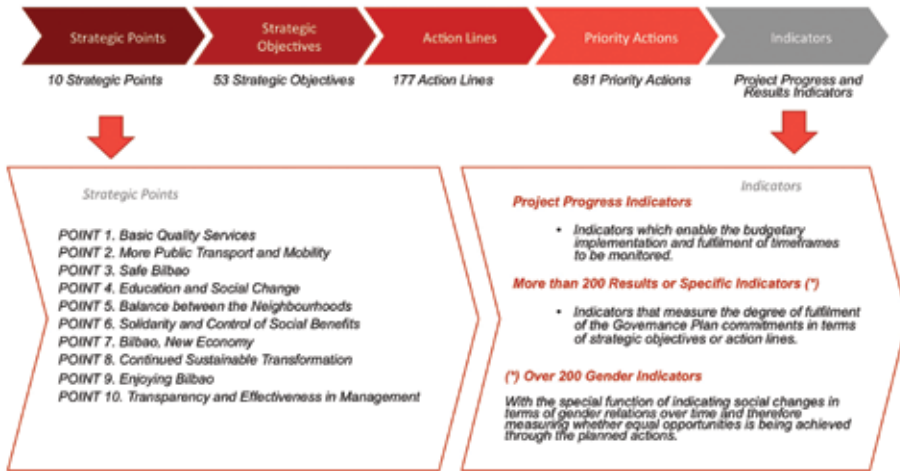 Strategic Points
Strategic
Objectives
Action Lines
Priority Actions
Indicators
10 Strategic Points
53 Strategic Objectives
177 Action Lines
681 Priority Actions
Project Progress and
Results Indicators
Strategic Points
POINT 1. Basic Quality Services
POINT 2. More Public Transport and Mobility
POINT 3. Safe Bilbao
POINT 4. Education and Social Change
POINT 5. Balance between the Neighbourhoods
POINT 6. Solidarity and Control of Social Benefits
POINT 7. Bilbao, New Economy
POINT 8. Continued Sustainable Transformation
POINT 9. Enjoying Bilbao
POINT 10. Transparency and Effectiveness in Management
Indicators
Project Progress Indicators
• Indicators which enable the budgetary
implementation and fulfilment of timeframes
to be monitored.
More than 200 Results or Specific Indicators (*)
• Indicators that measure the degree of fulfilment
of the Governance Plan commitments in terms
of strategic objectives or action lines.
(*) Over 200 Gender Indicators
With the special function of indicating social changes in
terms of gender relations over time and therefore
measuring whether equal opportunities is being achieved
through the planned actions.